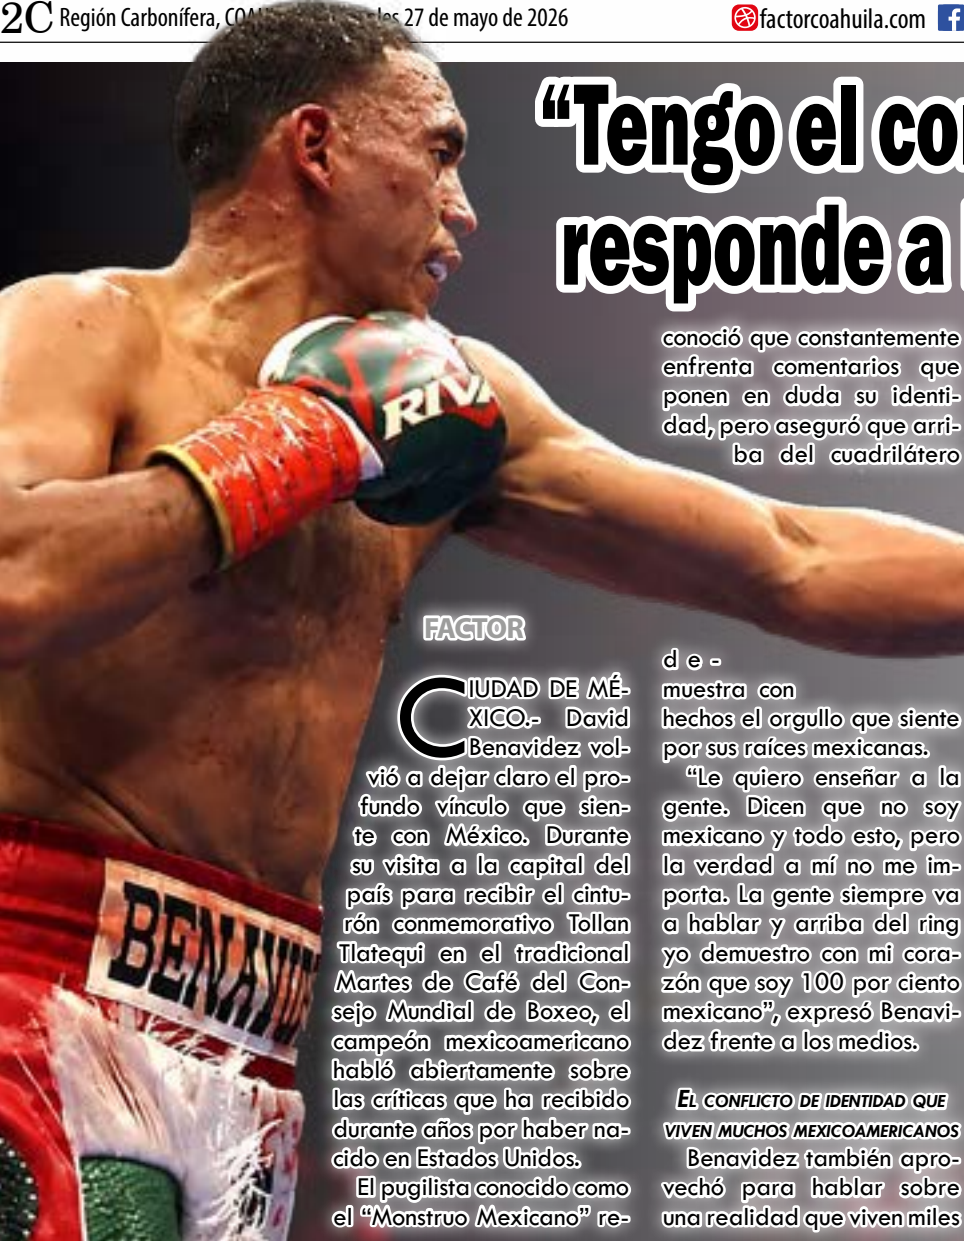 2C Región Carbonífera, 27 de mayo de 2026
factorcoahuila.com
“Tengo el
responde a
RIVA
BENAVIDE
FACTOR
CIUDAD DE MÉ-
XICO.- David
Benavidez vol-
vió a dejar claro el pro-
fundo vínculo que sien-
te con México. Durante
su visita a la capital del
país para recibir el cintu-
rón conmemorativo Tollan
Tlatequi en el tradicional
Martes de Café del Con-
sejo Mundial de Boxeo, el
campeón mexicoamericano
habló abiertamente sobre
las críticas que ha recibido
durante años por haber na-
cido en Estados Unidos.
El pugilista conocido como
el “Monstruo Mexicano” re-
conoció que constantemente
enfrenta comentarios que
ponen en duda su identi-
dad, pero aseguró que arri-
ba del cuadrilátero
de-
muestra con
hechos el orgullo que siente
por sus raíces mexicanas.
“Le quiero enseñar a la
gente. Dicen que no soy
mexicano y todo esto, pero
la verdad a mí no me im-
porta. La gente siempre va
a hablar y arriba del ring
yo demuestro con mi cora-
zón que soy 100 por ciento
mexicano”, expresó Benavi-
dez frente a los medios.
EL CONFLICTO DE IDENTIDAD QUE
VIVEN MUCHOS MEXICOAMERICANOS
Benavidez también apro-
vechó para hablar sobre
una realidad que viven miles